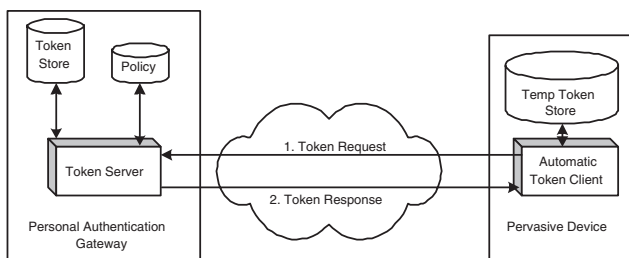 Token
Store
Policy
Token Server
Personal Authentication
Gateway
1. Token Request
2. Token Response
Temp Token
Store
Automatic
Token Client
Pervasive Device